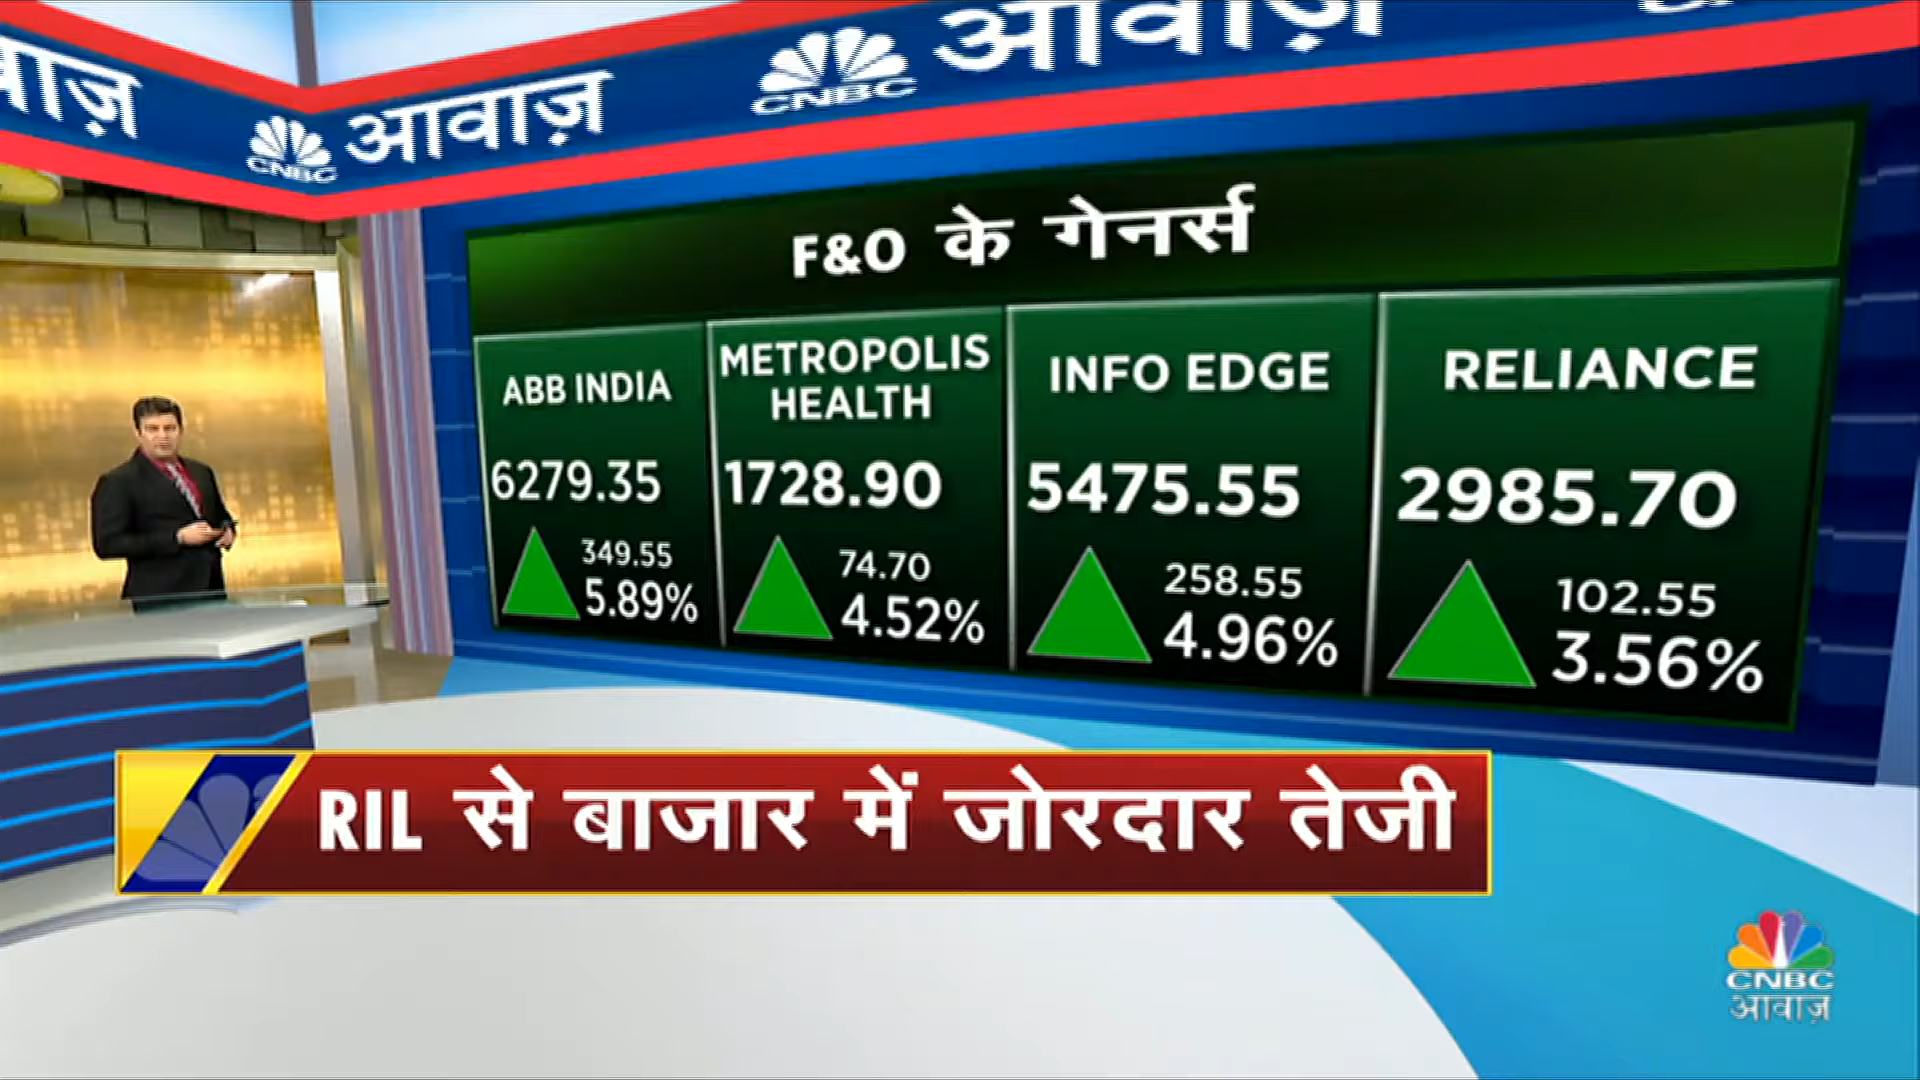 वाज़
CNBC आवाज़
CNBC आवाज़
F&O के गेनर्स
ABB INDIA
6279.35
349.55
5.89%
METROPOLIS
HEALTH
1728.90
74.70
4.52%
INFO EDGE
5475.55
258.55
4.96%
RELIANCE
2985.70
102.55
3.56%
RIL से बाजार में जोरदार तेजी
CNBC
आवाज़